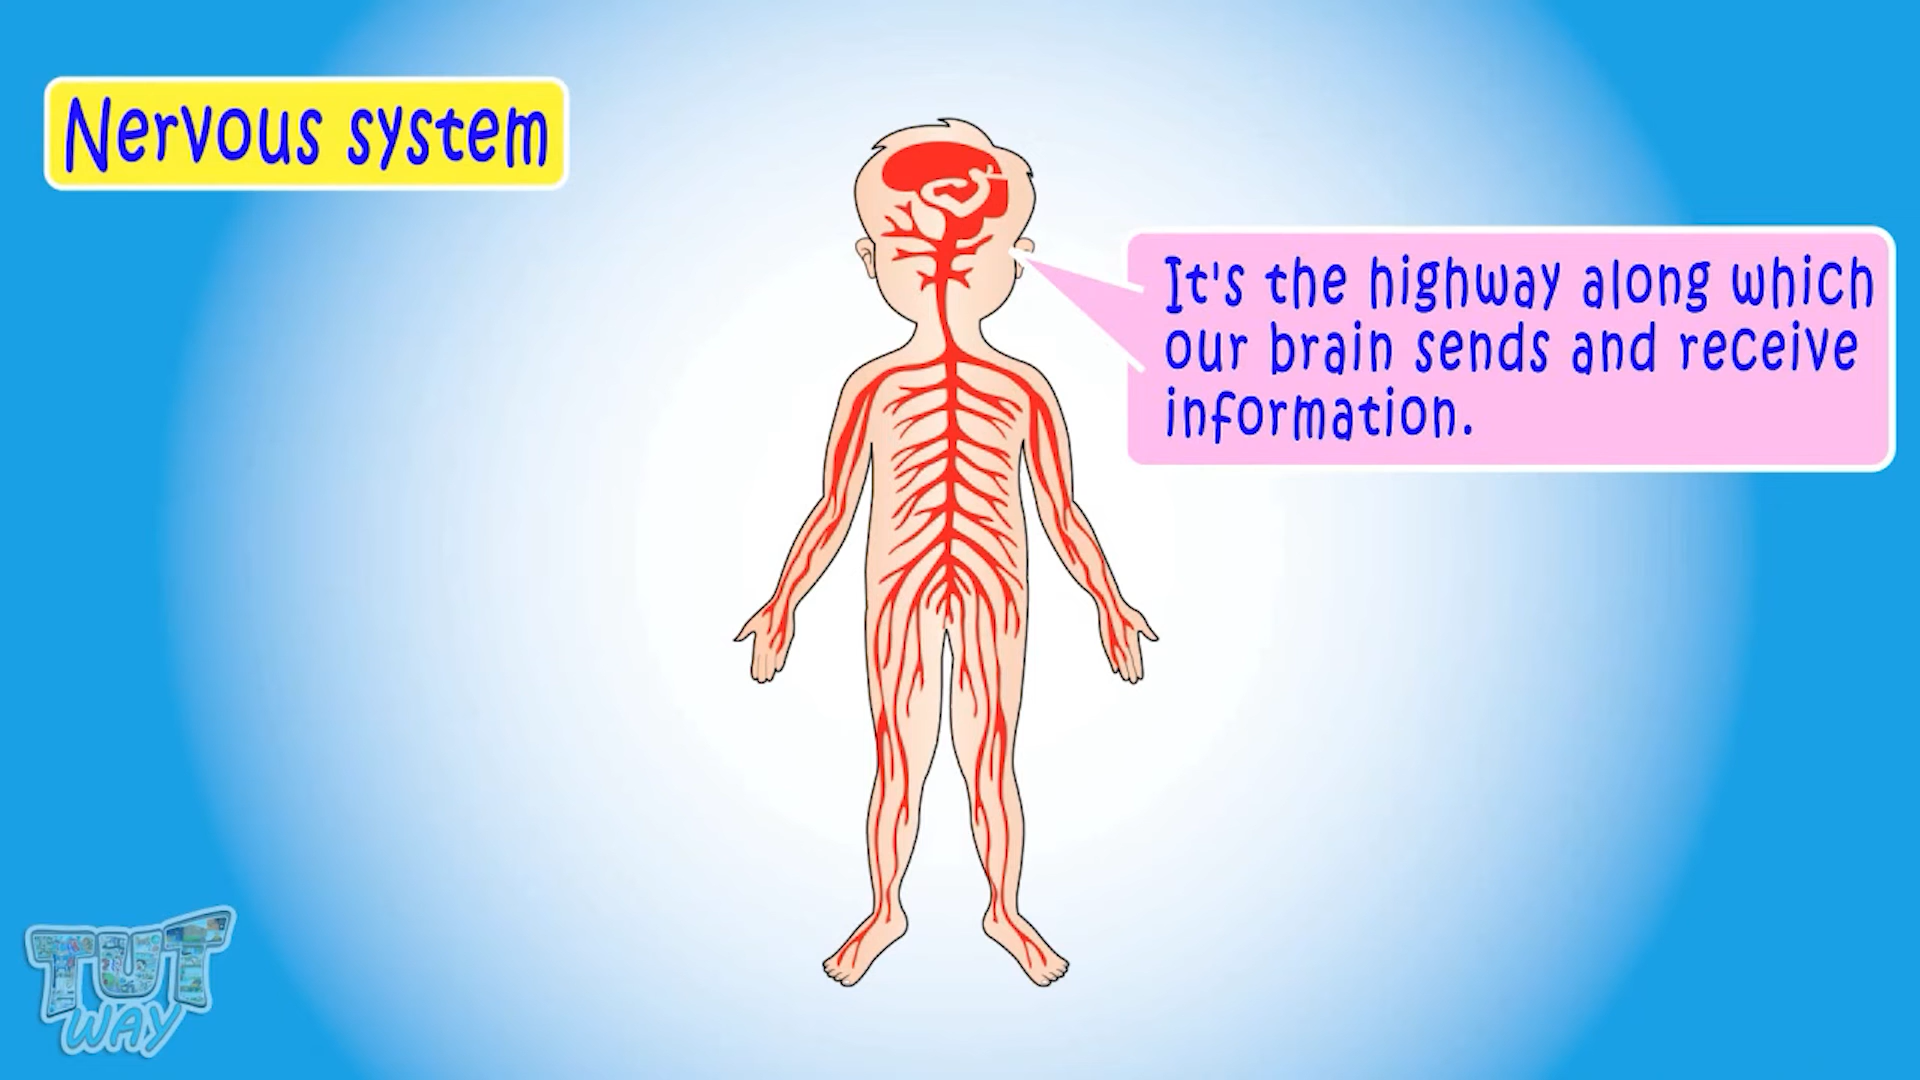 Nervous system
It's the highway along which
our brain sends and receive
information.
TUT
WAY